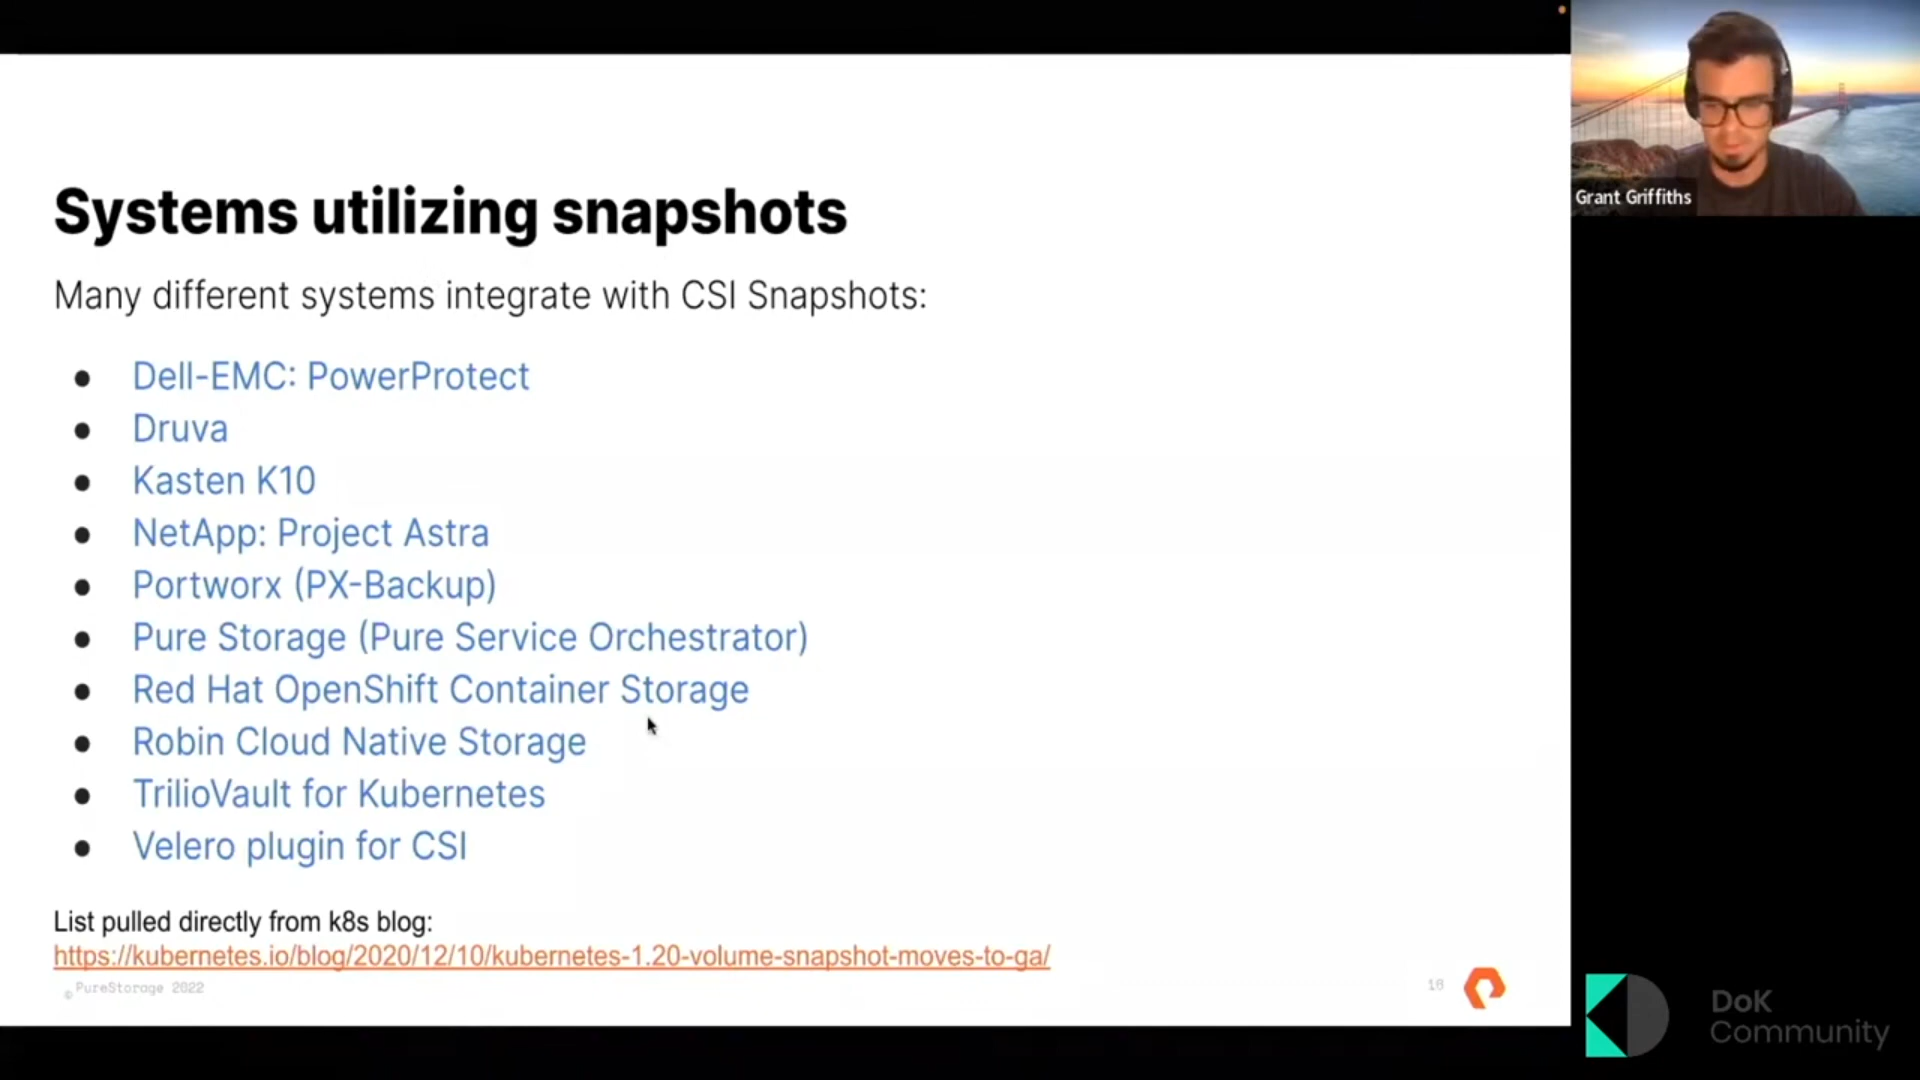 Systems utilizing snapshots
Many different systems integrate with CSI Snapshots:
● Dell-EMC: PowerProtect
● Druva
● Kasten K10
● NetApp: Project Astra
● Portworx (PX-Backup)
● Pure Storage (Pure Service Orchestrator)
● Red Hat OpenShift Container Storage
● Robin Cloud Native Storage
● TrilioVault for Kubernetes
● Velero plugin for CSI
List pulled directly from k8s blog:
https://kubernetes.io/blog/2020/12/10/kubernetes-1.20-volume-snapshot-moves-to-ga/
© PureStorage 2022
16
Grant Griffiths
DoK
Community